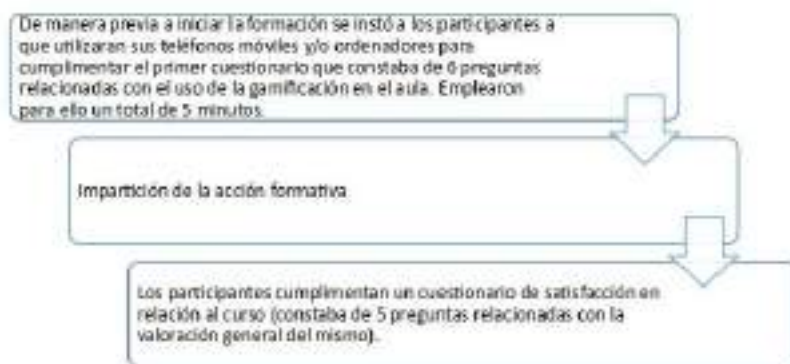 De manera previa a iniciar la formación se instó a los participantes a
que utilizaran sus teléfonos móviles y/o ordenadores para
cumplimentar el primer cuestionario que constaba de 6 preguntas
relacionadas con el uso de la gamificación en el aula. Emplearon
para ello un total de 5 minutos.
Impartición de la acción formativa
Los participantes cumplimentan un cuestionario de satisfacción en
relación al curso (constaba de 5 preguntas relacionadas con la
valoración general del mismo).